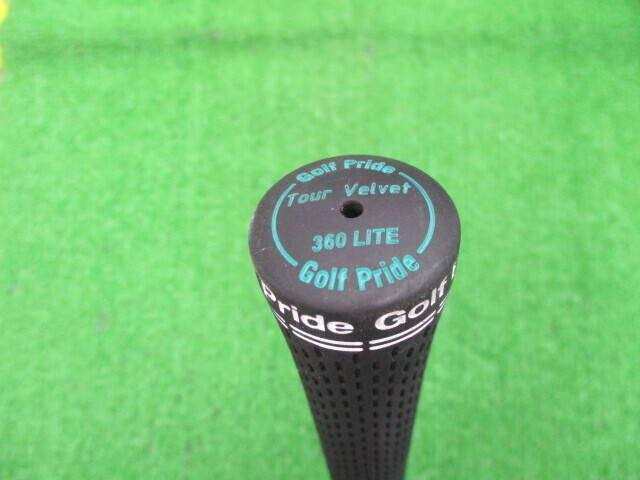 Golf Pride
Tour Velvet
360 LITE
Golf Pride
Pride Golf